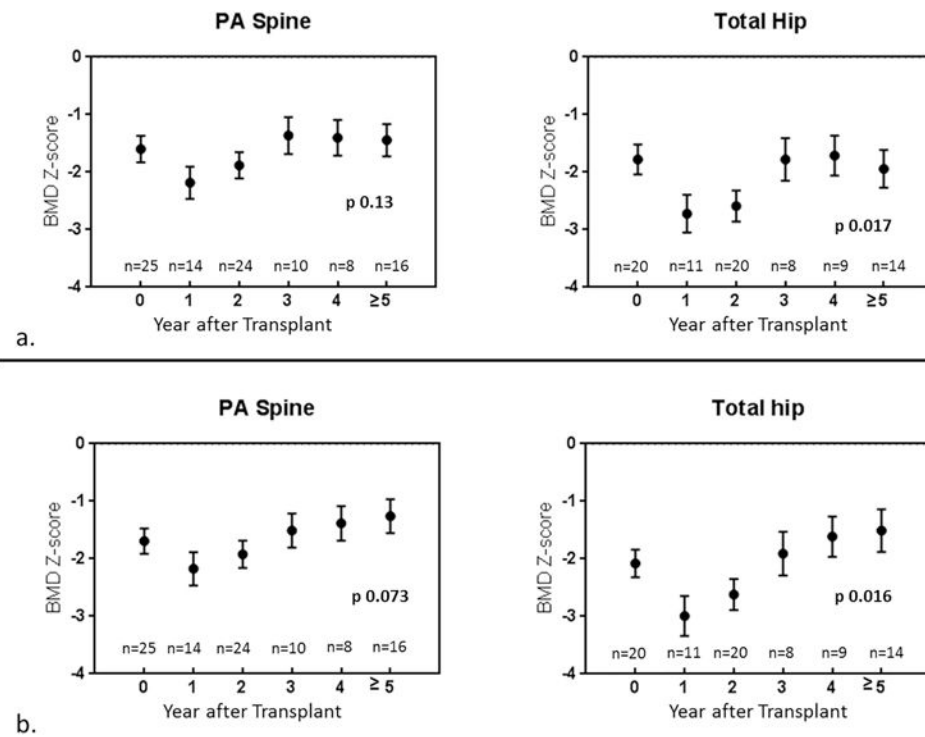 PA Spine
Total Hip
0
-1
-2
-3
-4
BMD Z-score
p 0.13
n=25 n=14 n=24 n=10 n=8 n=16
0 1 2 3 4 ≥5
Year after Transplant
0
-1
-2
-3
-4
BMD Z-score
p 0.017
n=20 n=11 n=20 n=8 n=9 n=14
0 1 2 3 4 ≥5
Year after Transplant
a.
PA Spine
Total hip
0
-1
-2
-3
-4
BMD Z-score
p 0.073
n=25 n=14 n=24 n=10 n=8 n=16
0 1 2 3 4 ≥5
Year after Transplant
0
-1
-2
-3
-4
BMD Z-score
p 0.016
n=20 n=11 n=20 n=8 n=9 n=14
0 1 2 3 4 ≥5
Year after Transplant
b.